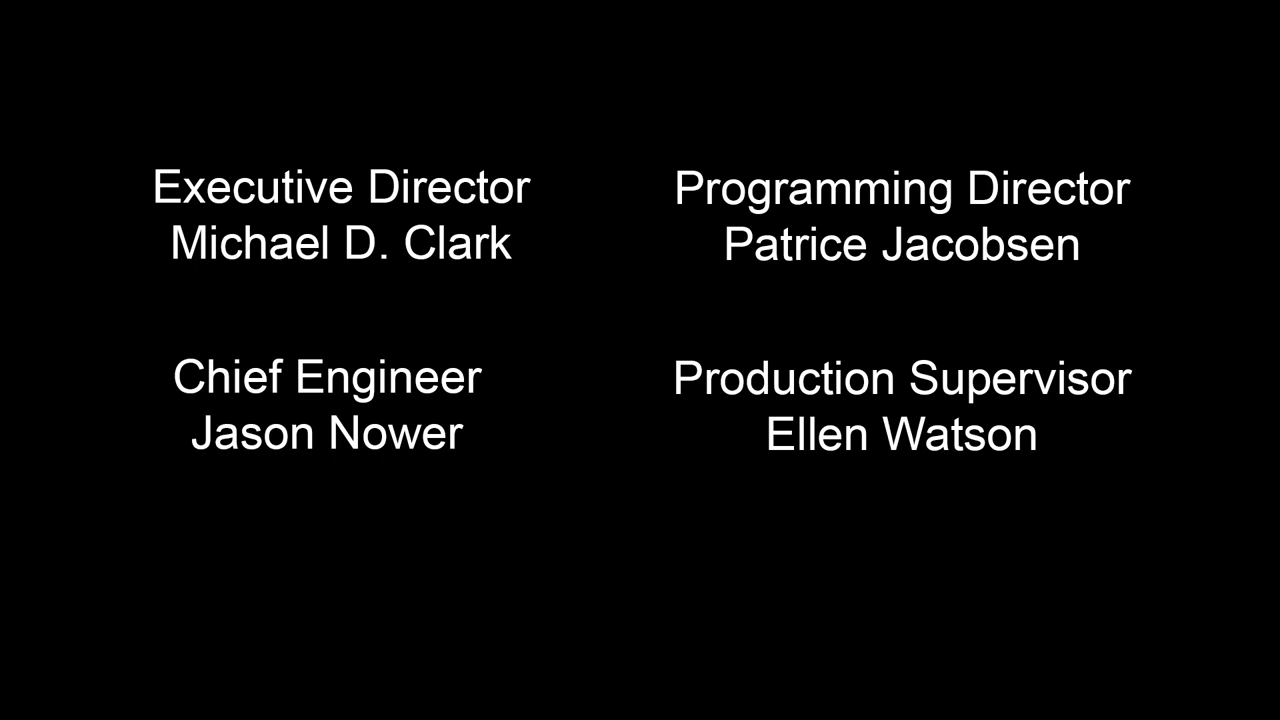 Executive Director
Michael D. Clark
Programming Director
Patrice Jacobsen
Chief Engineer
Jason Nower
Production Supervisor
Ellen Watson